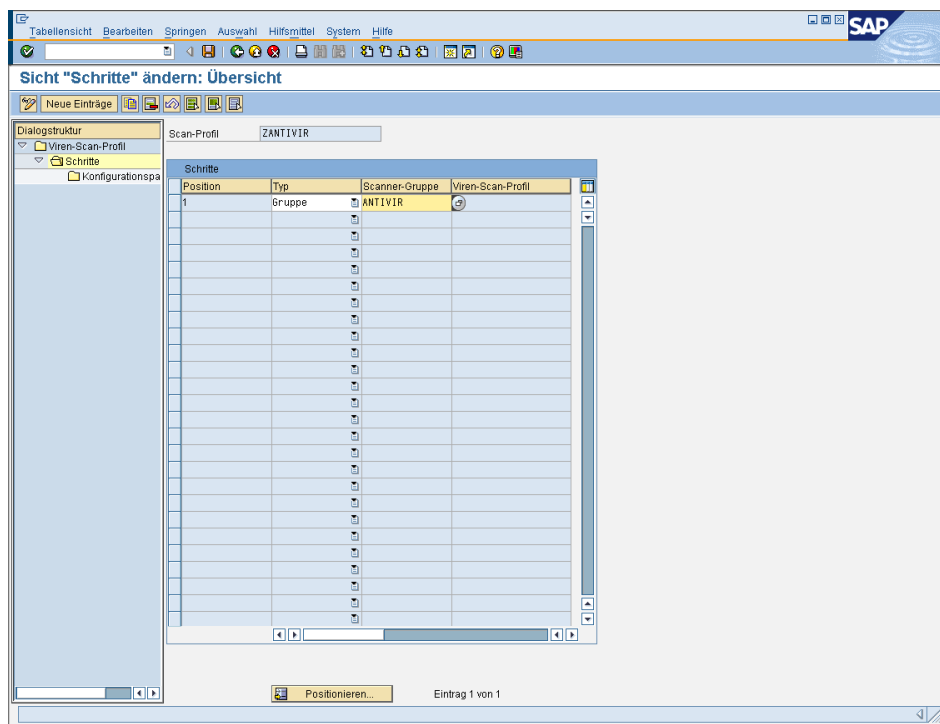 Tabellensicht Bearbeiten Springen Auswahl Hilfsmittel System Hilfe
SAP
Sicht "Schritte" ändern: Übersicht
Neue Einträge
Dialogstruktur
Viren-Scan-Profil
Schritte
Konfigurationspa
Scan-Profil ZANTIVIR
Schritte
Position Typ Scanner-Gruppe Viren-Scan-Profil
1 Gruppe ANTIVIR
Positionieren... Eintrag 1 von 1